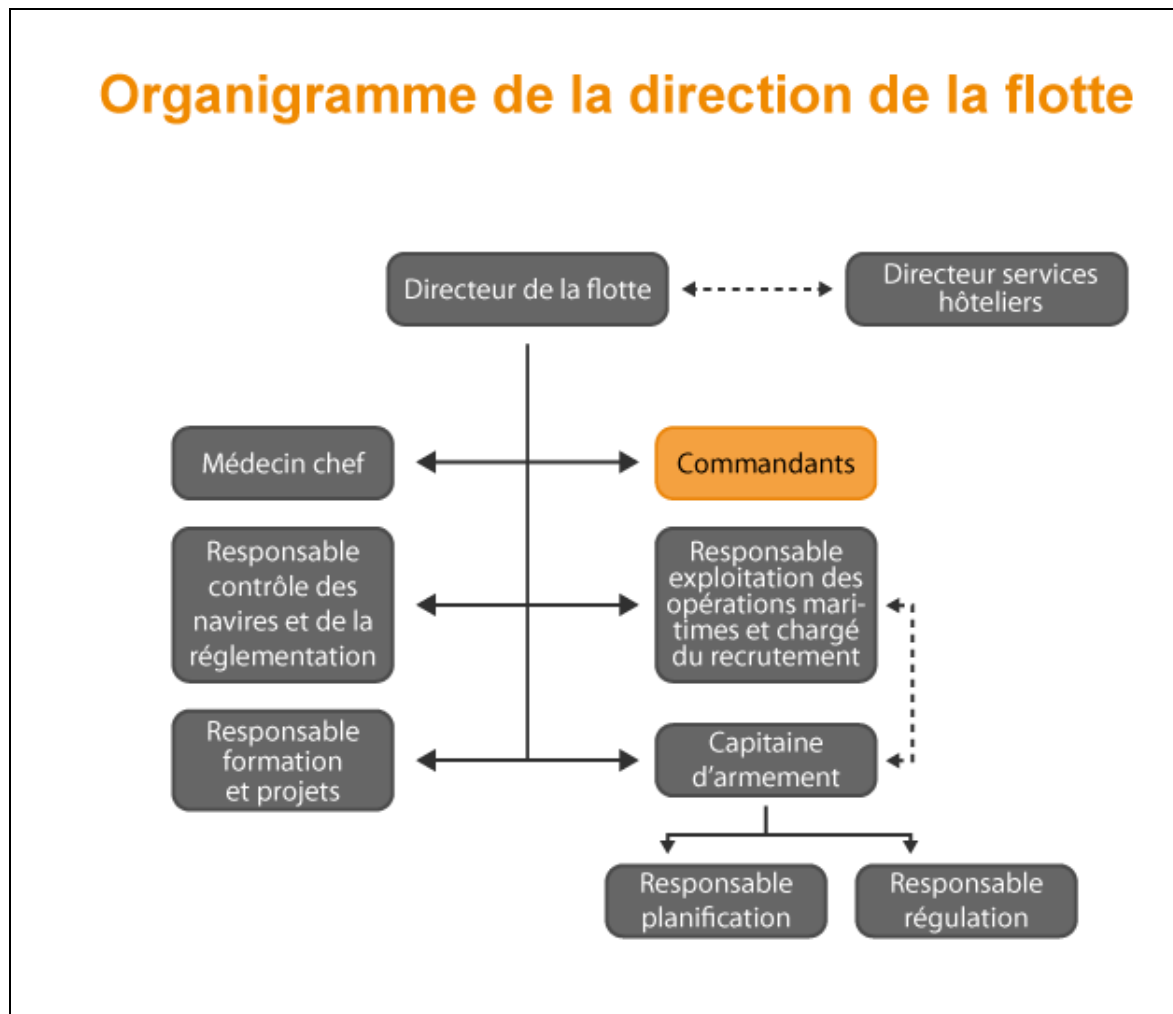 Organigramme de la direction de la flotte
Directeur de la flotte
Directeur services
hôteliers
Médecin chef
Commandants
Responsable
contrôle des
navires et de la
réglementation
Responsable
exploitation des
opérations mari-
times et chargé
du recrutement
Responsable
formation
et projets
Capitaine
d'armement
Responsable
planification
Responsable
régulation